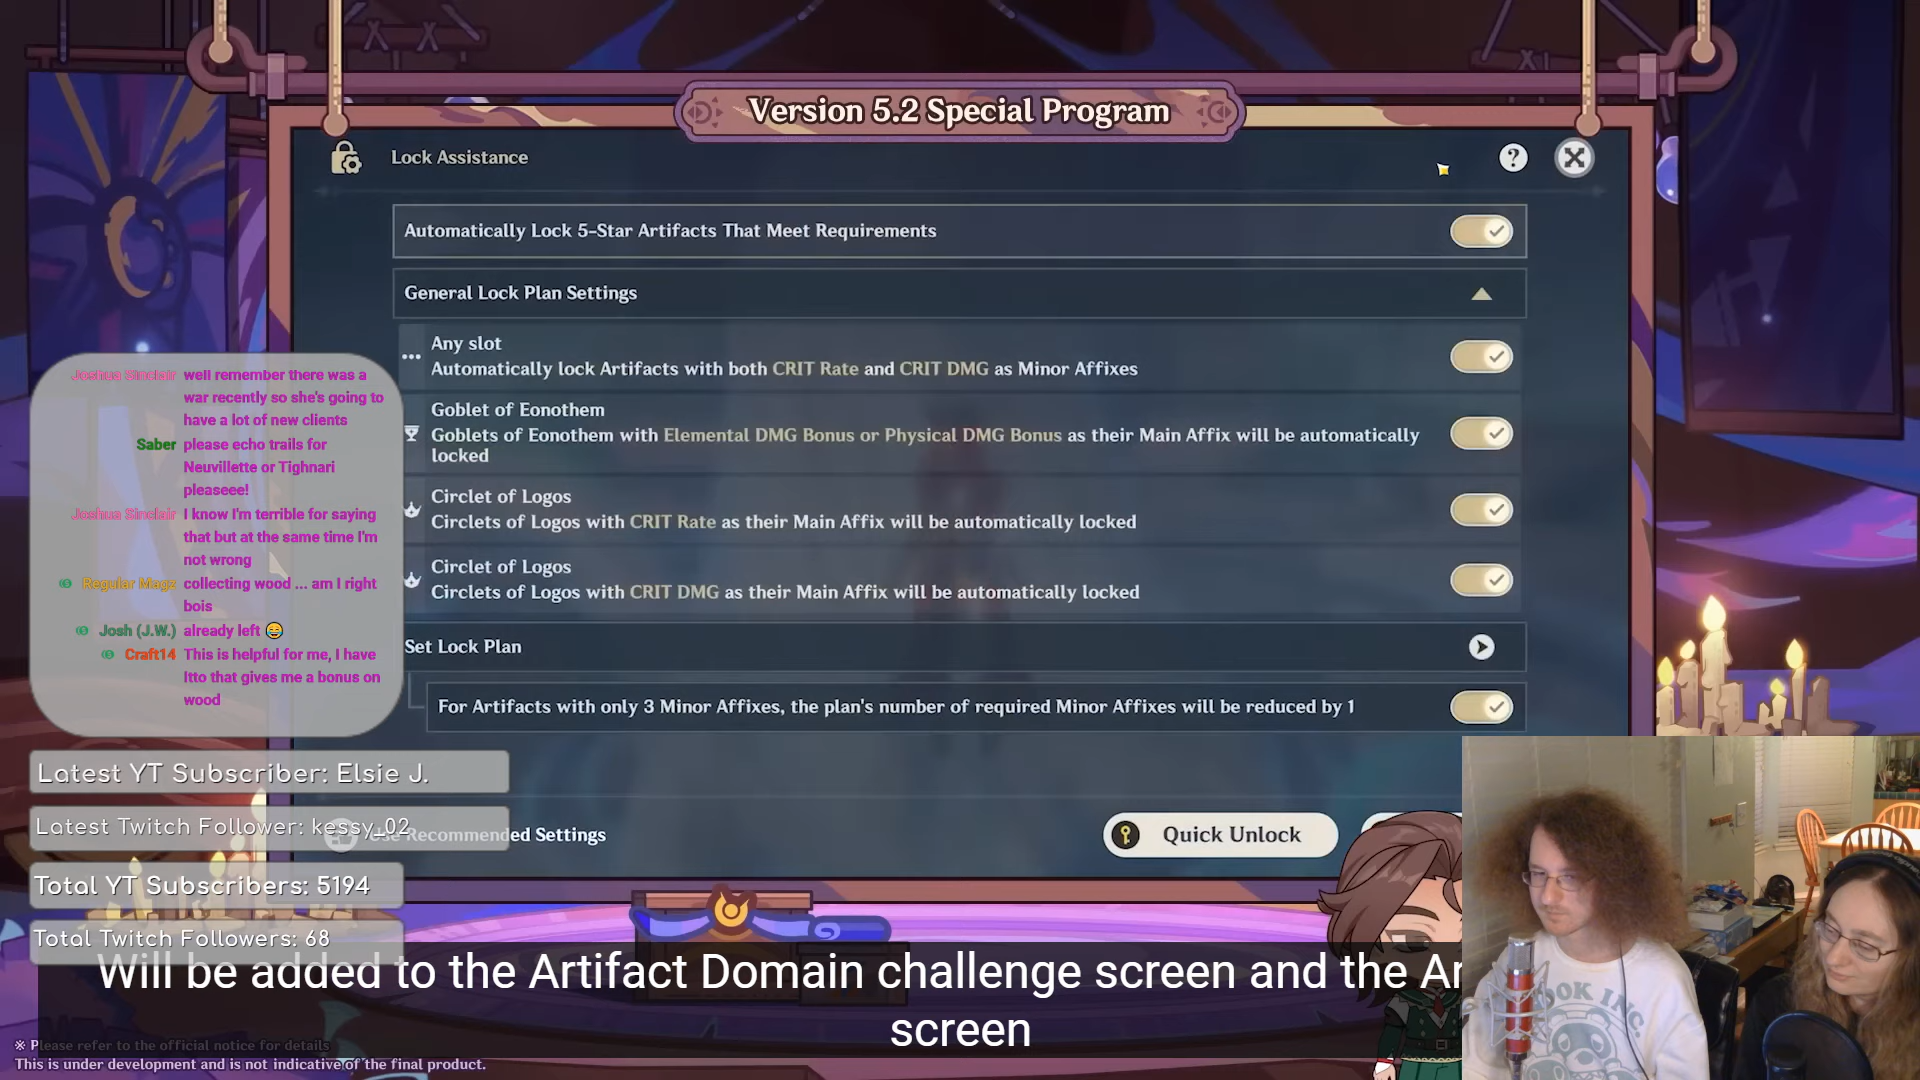 Version 5.2 Special Program
Lock Assistance
?
Automatically Lock 5-Star Artifacts That Meet Requirements
General Lock Plan Settings
Any slot
Automatically lock Artifacts with both CRIT Rate and CRIT DMG as Minor Affixes
Goblet of Eonothem
Goblets of Eonothem with Elemental DMG Bonus or Physical DMG Bonus as their Main Affix will be automatically
locked
Circlet of Logos
Circlets of Logos with CRIT Rate as their Main Affix will be automatically locked
Circlet of Logos
Circlets of Logos with CRIT DMG as their Main Affix will be automatically locked
Set Lock Plan
For Artifacts with only 3 Minor Affixes, the plan's number of required Minor Affixes will be reduced by 1
Recommended Settings
Quick Unlock
Joshua Sinclair well remember there was a
war recently so she's going to
have a lot of new clients
Saber please echo trails for
Neuvillette or Tighnari
pleaseee!
Joshua Sinclair I know I'm terrible for saying
that but at the same time I'm
not wrong
Regular Magz collecting wood ... am I right
bois
Josh (J.W.) already left 😅
Craft14 This is helpful for me, I have
Itto that gives me a bonus on
wood
Latest YT Subscriber: Elsie J.
Latest Twitch Follower: kessy_02
Total YT Subscribers: 5194
Total Twitch Followers: 68
Will be added to the Artifact Domain challenge screen and the Ar
screen
※ Please refer to the official notice for details
This is under development and is not indicative of the final product.
OOK INC